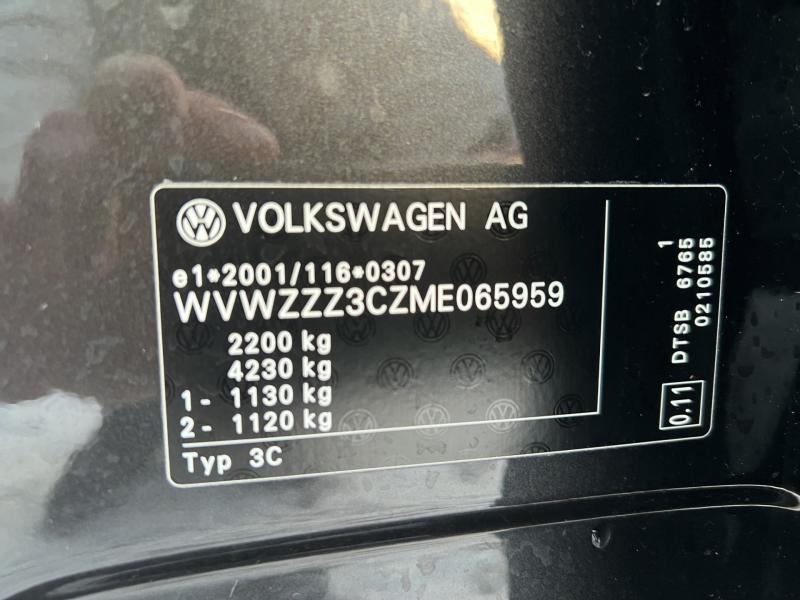 VOLKSWAGEN AG
e1*2001/116*0307
WVWZZZ3CZME065959
2200 kg
4230 kg
1- 1130 kg
2- 1120 kg
Typ 3C
0.11
DTSB 6765 1
0210585